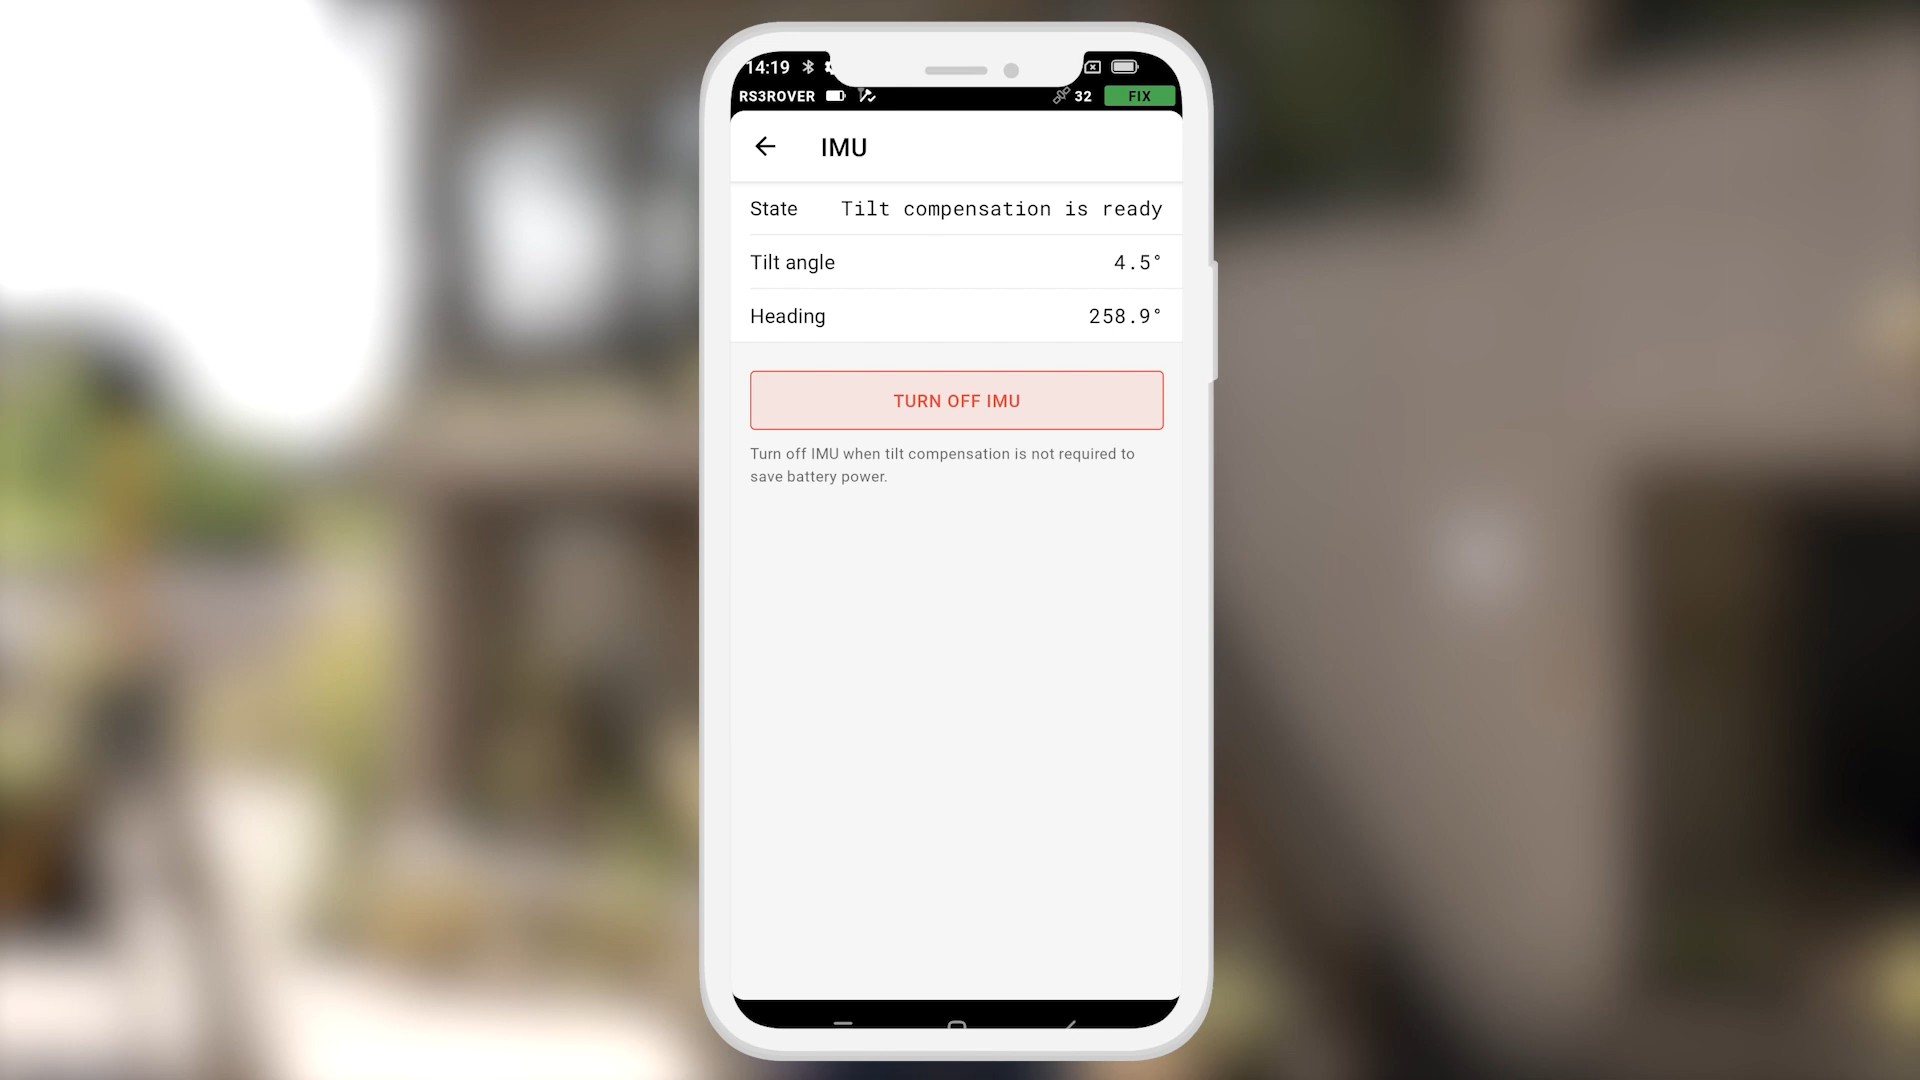 14:19
RS3ROVER 32 FIX
IMU
State Tilt compensation is ready
Tilt angle 4.5°
Heading 258.9°
TURN OFF IMU
Turn off IMU when tilt compensation is not required to
save battery power.